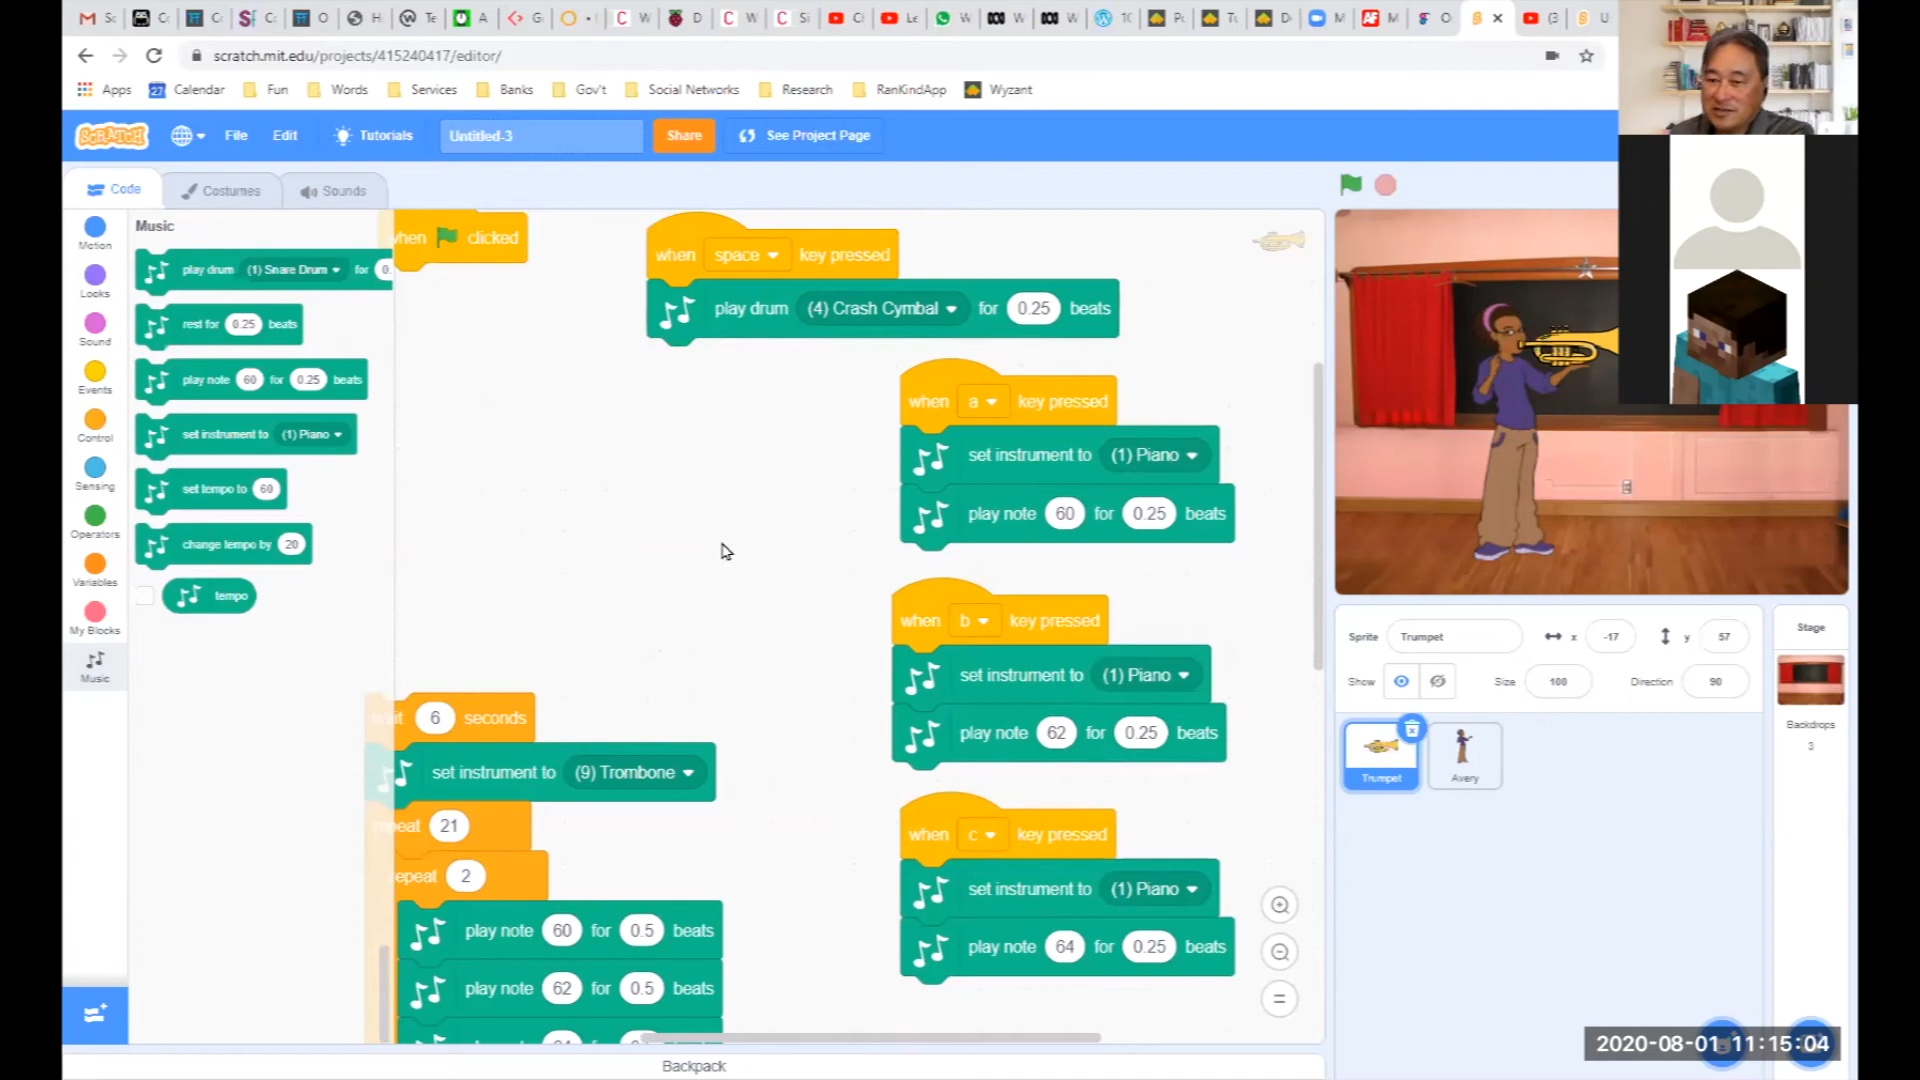 scratch.mit.edu/projects/415240417/editor/
Apps
27 Calendar
Fun
Words
Services
Banks
Gov't
Social Networks
Research
RanKindApp
Wyzant
SCRATCH
File
Edit
Tutorials
Untitled-3
Share
See Project Page
Code
Costumes
Sounds
Motion
Looks
Sound
Events
Control
Sensing
Operators
Variables
My Blocks
Music
Music
play drum (1) Snare Drum for 0.
rest for 0.25 beats
play note 60 for 0.25 beats
set instrument to (1) Piano
set tempo to 60
change tempo by 20
tempo
when clicked
when space key pressed
play drum (4) Crash Cymbal for 0.25 beats
when a key pressed
set instrument to (1) Piano
play note 60 for 0.25 beats
when b key pressed
set instrument to (1) Piano
play note 62 for 0.25 beats
when c key pressed
set instrument to (1) Piano
play note 64 for 0.25 beats
wait 6 seconds
set instrument to (9) Trombone
repeat 21
repeat 2
play note 60 for 0.5 beats
play note 62 for 0.5 beats
Backpack
Sprite Trumpet x -17 y 57
Show Size 100 Direction 90
Trumpet
Avery
Stage
Backdrops
3
2020-08-01 11:15:04